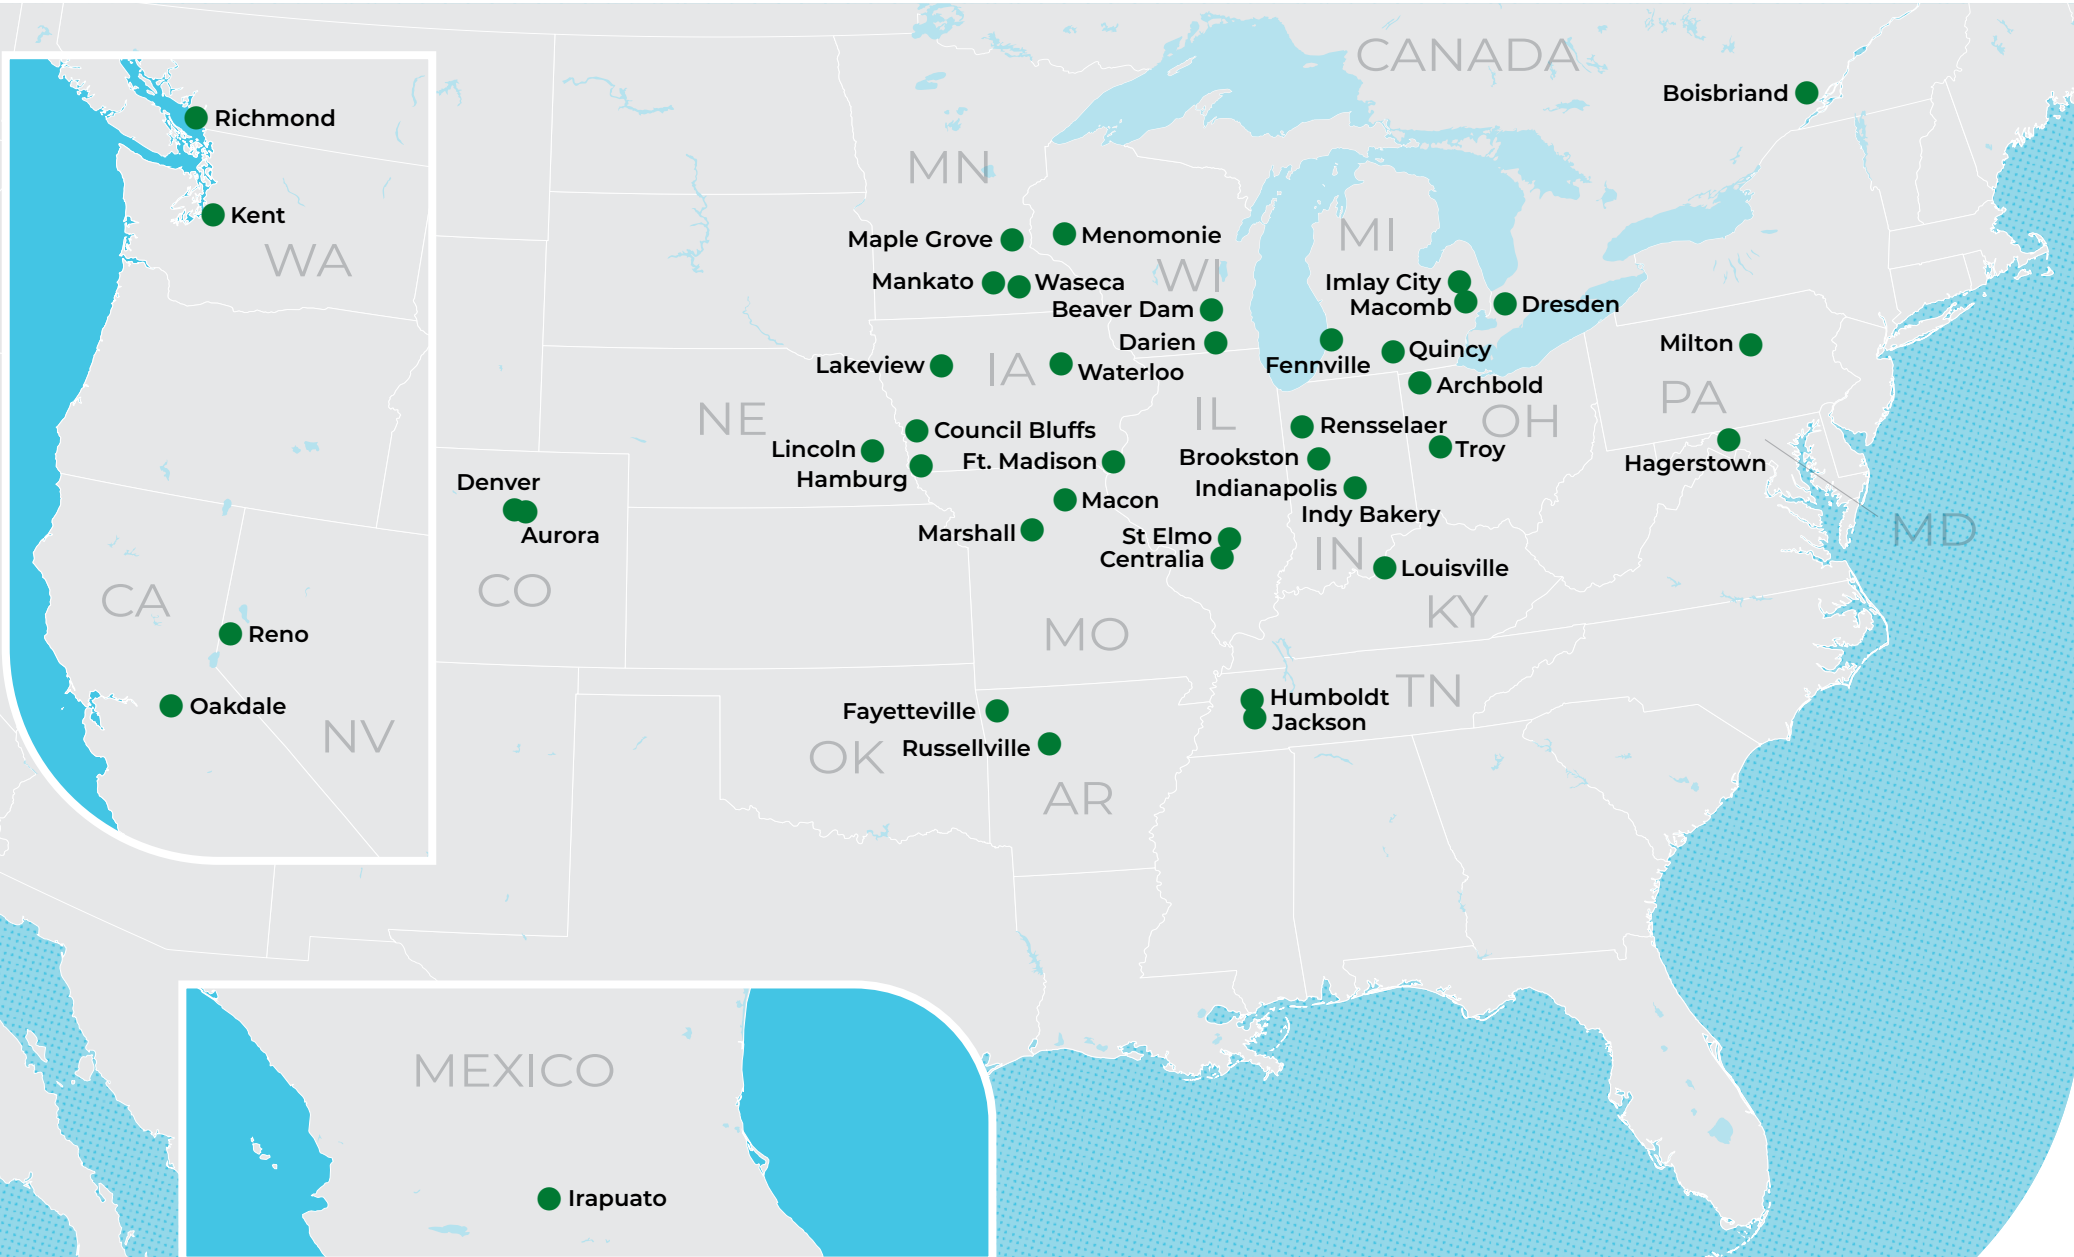 CANADA
Boisbriand
Richmond
MN
Kent
Menomonie
Maple Grove
MI
WA
WI
Mankato
Waseca
Imlay City
Beaver Dam
Macomb
Dresden
Darien
Milton
Quincy
Lakeview
IA
Waterloo
Fennville
Archbold
PA
NE
IL
OH
Council Bluffs
Rensselaer
Lincoln
Troy
Ft. Madison
Brookston
Hagerstown
Hamburg
Denver
Indianapolis
Macon
Indy Bakery
MD
Aurora
Marshall
St Elmo
IN
Centralia
Louisville
CO
CA
KY
Reno
MO
TN
Humboldt
Oakdale
Fayetteville
Jackson
NV
Russellville
OK
AR
MEXICO
Irapuato